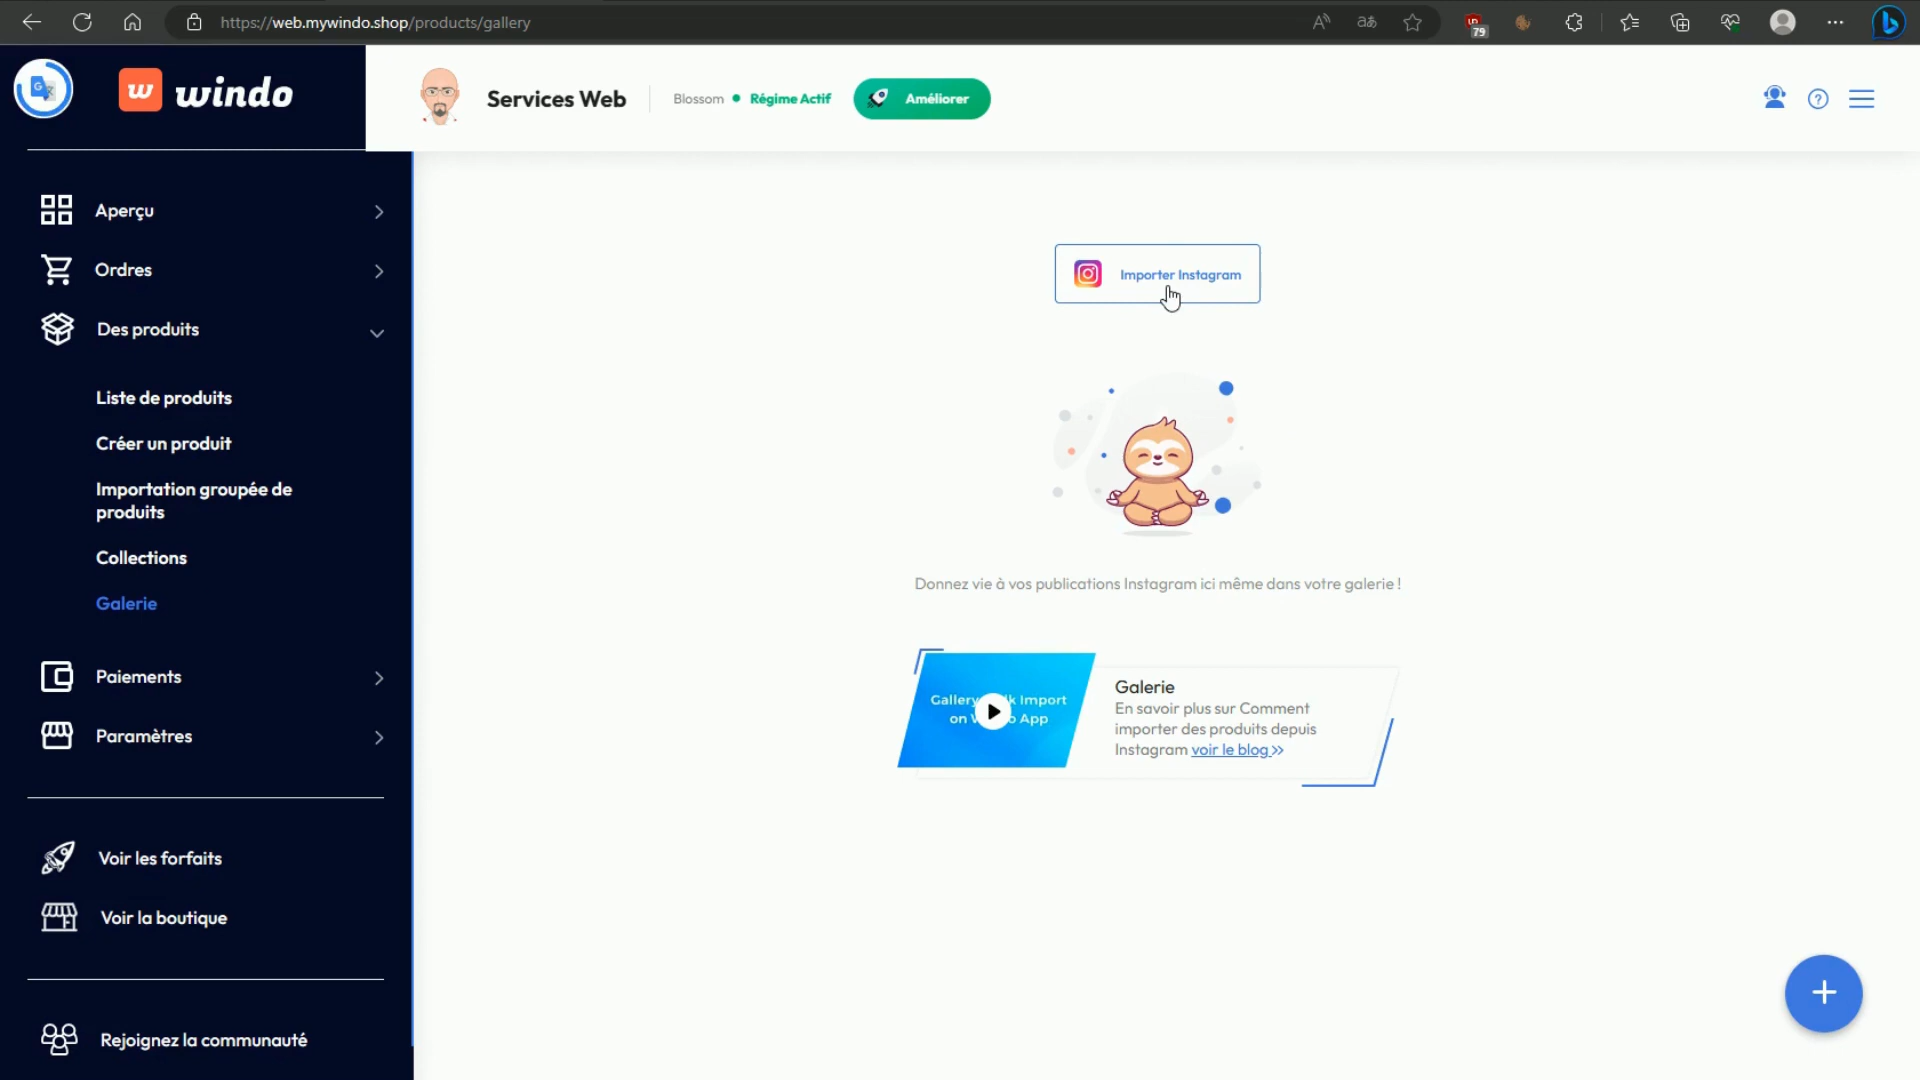 https://web.mywindo.shop/products/gallery
79
windo
Services Web
Blossom
Régime Actif
Améliorer
Aperçu
Ordres
Des produits
Liste de produits
Créer un produit
Importation groupée de
produits
Collections
Galerie
Paiements
Paramètres
Voir les forfaits
Voir la boutique
Rejoignez la communauté
Importer Instagram
Donnez vie à vos publications Instagram ici même dans votre galerie !
Import
App
Galerie
En savoir plus sur Comment
importer des produits depuis
Instagram voir le blog >>